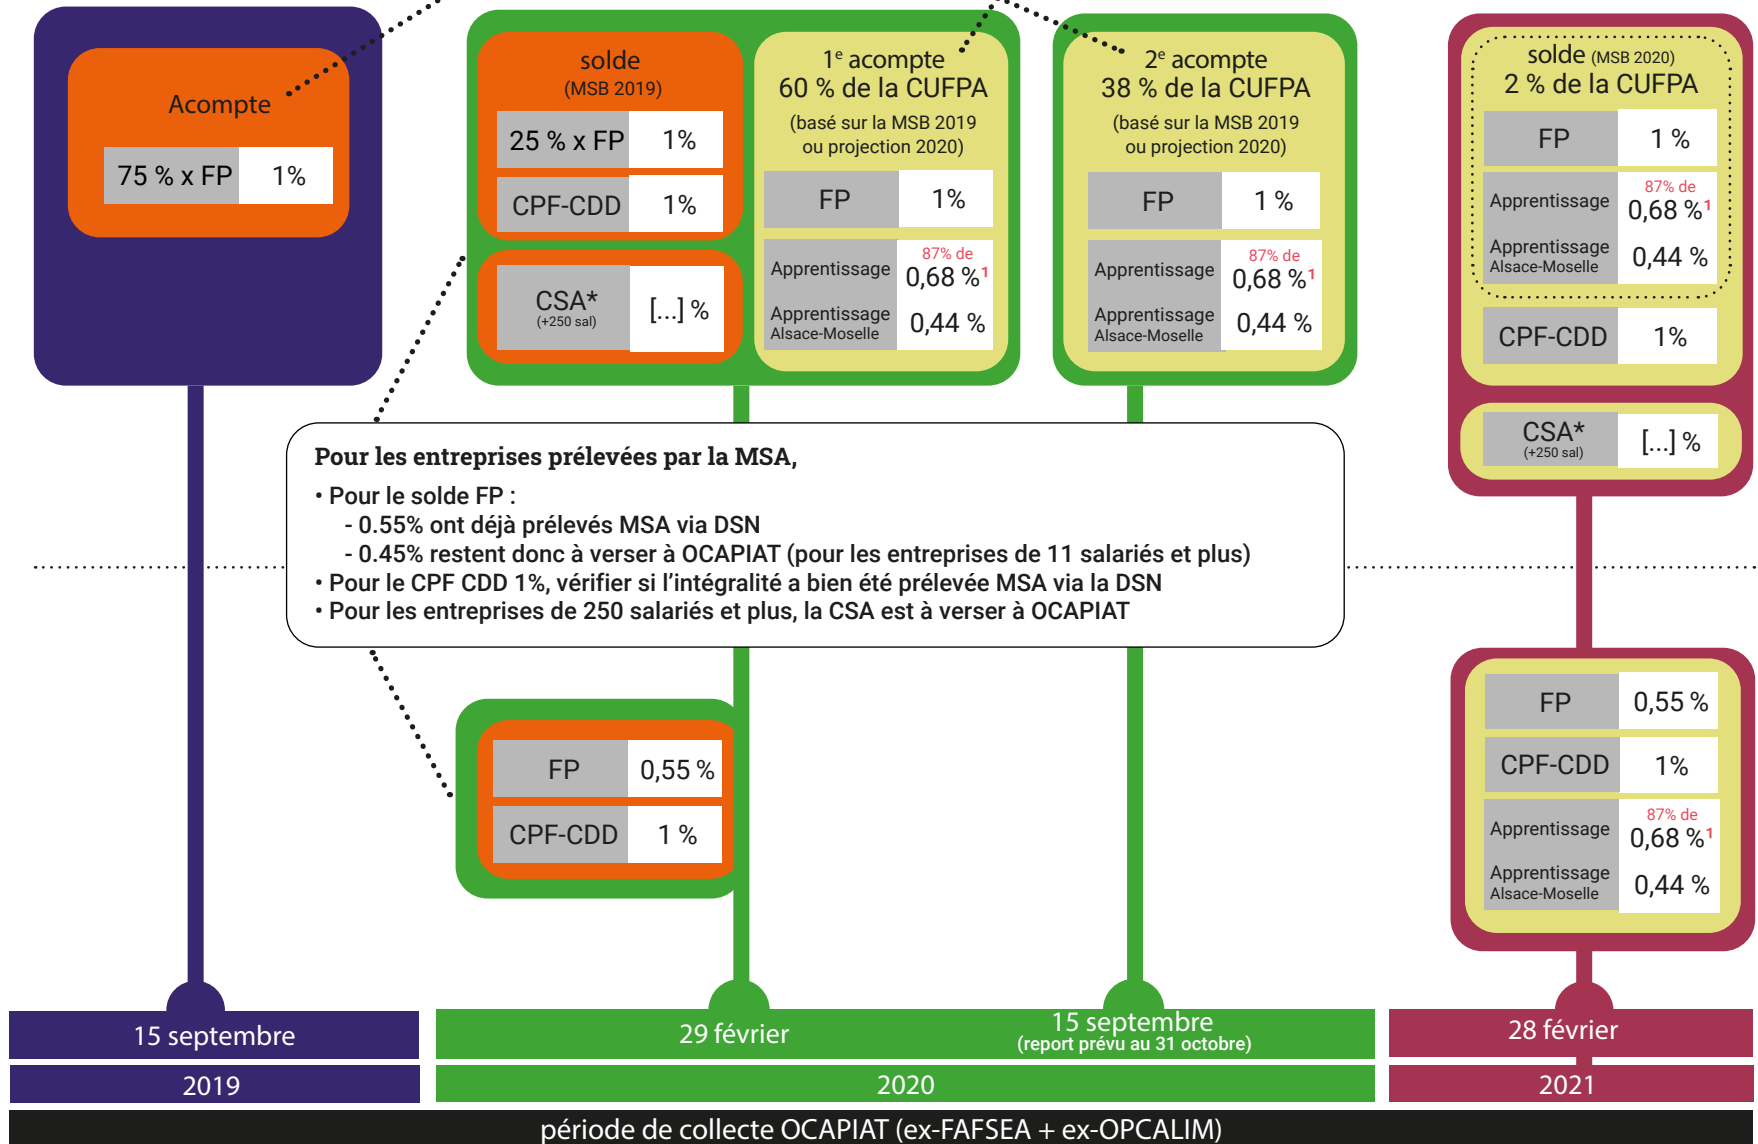 Acompte
75 % x FP 1%
solde
(MSB 2019)
25 % x FP 1%
CPF-CDD 1%
CSA* [...] %
(+250 sal)
1e acompte
60 % de la CUFPA
(basé sur la MSB 2019
ou projection 2020)
FP 1%
87% de
Apprentissage 0,68 %1
Apprentissage
Alsace-Moselle 0,44 %
2e acompte
38 % de la CUFPA
(basé sur la MSB 2019
ou projection 2020)
FP 1 %
87% de
Apprentissage 0,68 %1
Apprentissage
Alsace-Moselle 0,44 %
solde (MSB 2020)
2 % de la CUFPA
FP 1 %
87% de
Apprentissage 0,68 %1
Apprentissage
Alsace-Moselle 0,44 %
CPF-CDD 1%
CSA* [...] %
(+250 sal)
Pour les entreprises prélevées par la MSA,
• Pour le solde FP :
- 0.55% ont déjà prélevés MSA via DSN
- 0.45% restent donc à verser à OCAPIAT (pour les entreprises de 11 salariés et plus)
• Pour le CPF CDD 1%, vérifier si l'intégralité a bien été prélevée MSA via la DSN
• Pour les entreprises de 250 salariés et plus, la CSA est à verser à OCAPIAT
FP 0,55 %
CPF-CDD 1 %
FP 0,55 %
CPF-CDD 1%
87% de
Apprentissage 0,68 %1
Apprentissage
Alsace-Moselle 0,44 %
15 septembre
29 février
15 septembre
(report prévu au 31 octobre)
28 février
2019
2020
2021
période de collecte OCAPIAT (ex-FAFSEA + ex-OPCALIM)